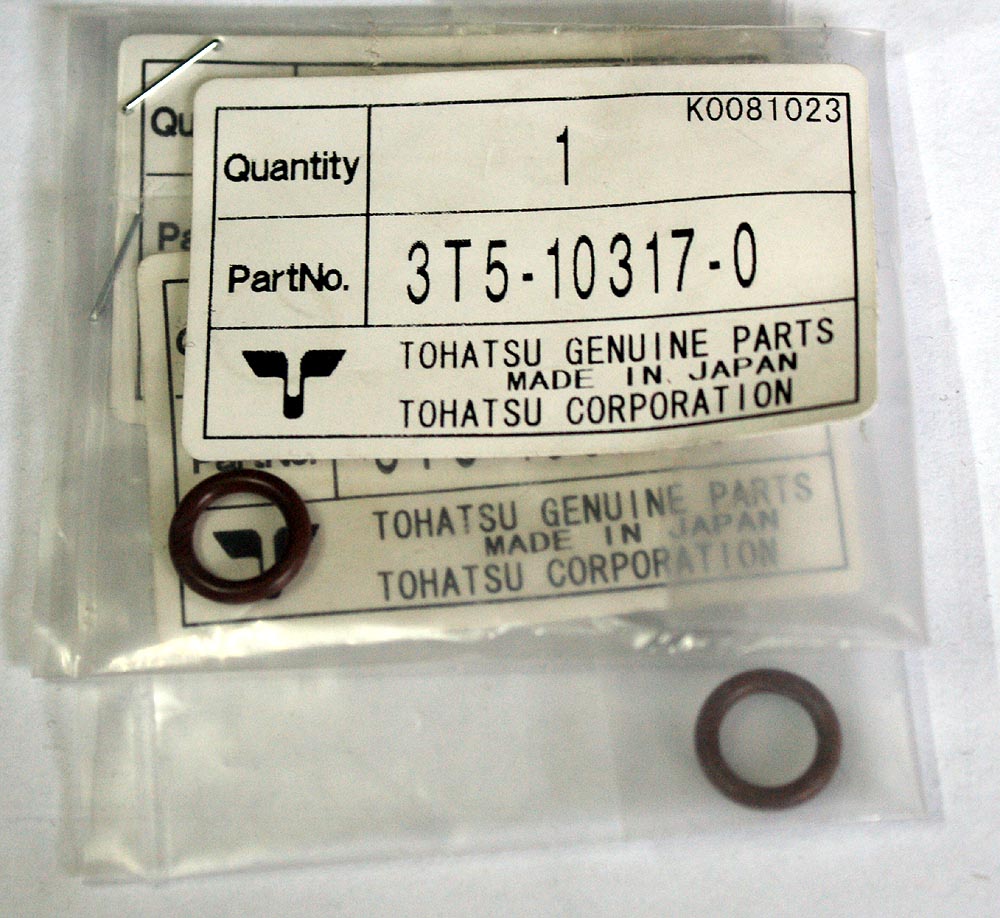 K0081023
Quantity 1
PartNo. 3T5-10317-0
TOHATSU GENUINE PARTS
MADE IN JAPAN
TOHATSU CORPORATION
PartNo.
TOHATSU GENUINE PARTS
MADE IN JAPAN
TOHATSU CORPORATION